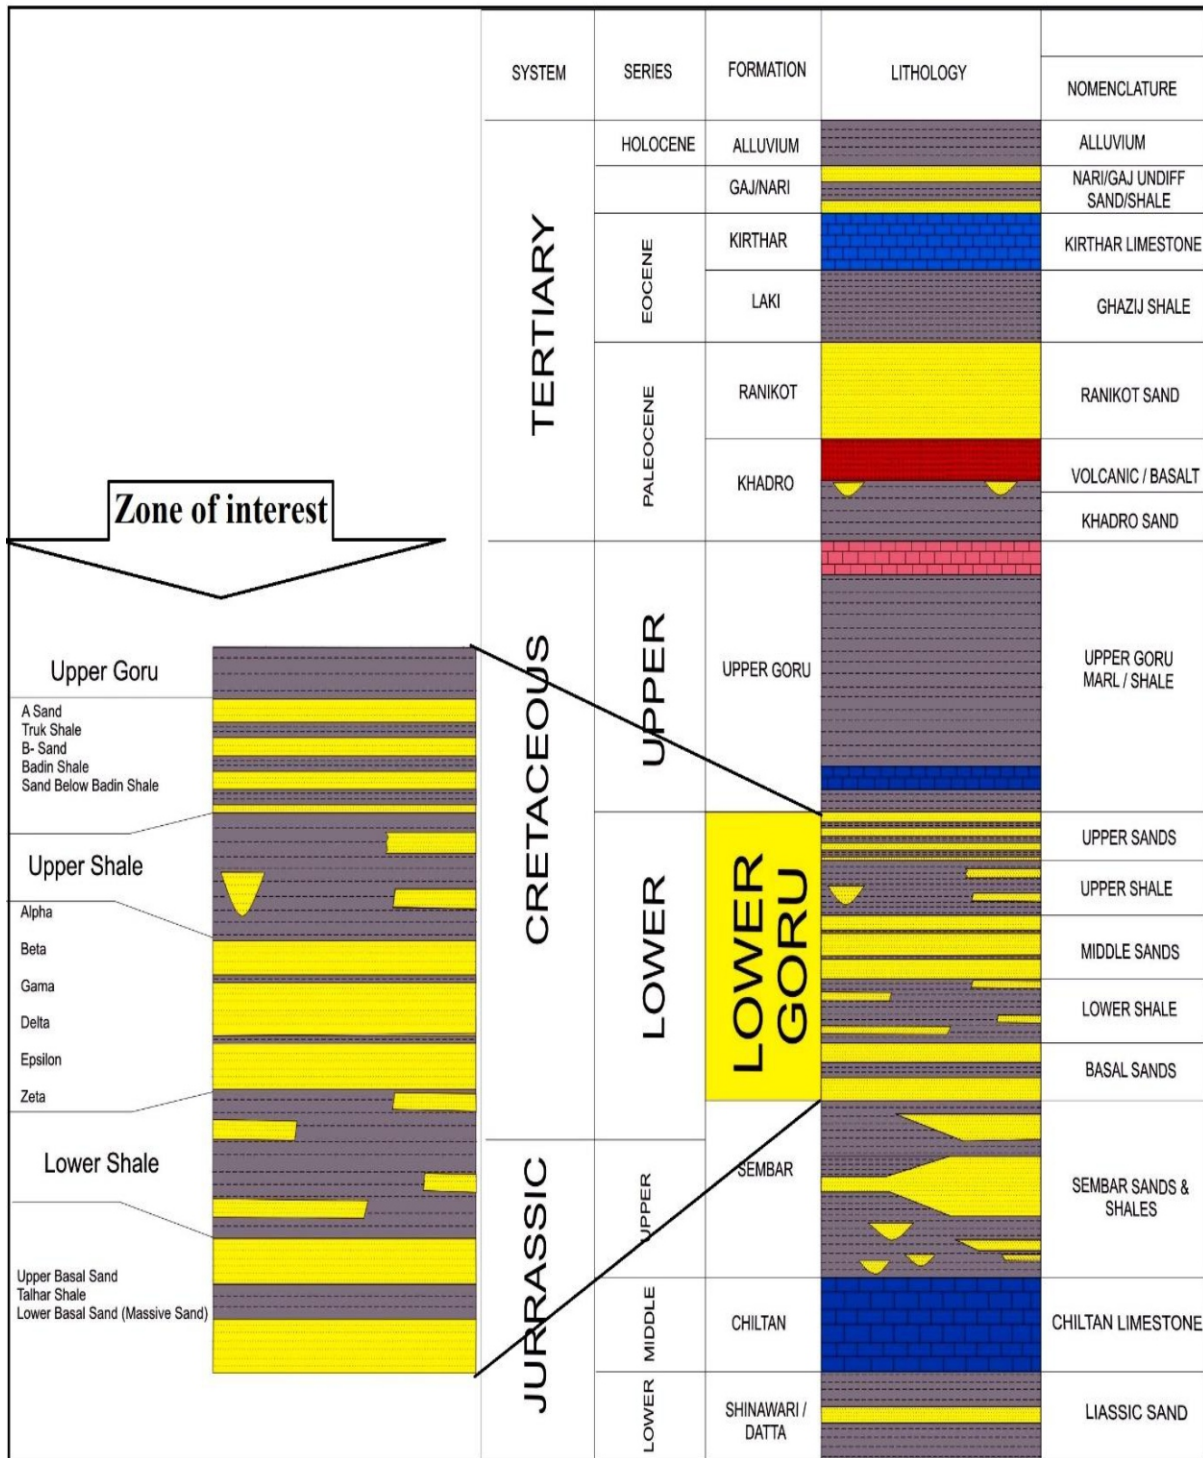 SYSTEM
SERIES
FORMATION
LITHOLOGY
NOMENCLATURE
TERTIARY
CRETACEOUS
JURRASSIC
HOLOCENE
EOCENE
PALEOCENE
UPPER
LOWER
UPPER
MIDDLE
LOWER
ALLUVIUM
GAJ/NARI
KIRTHAR
LAKI
RANIKOT
KHADRO
UPPER GORU
LOWER
GORU
SEMBAR
CHILTAN
SHINAWARI /
DATTA
ALLUVIUM
NARI/GAJ UNDIFF
SAND/SHALE
KIRTHAR LIMESTONE
GHAZIJ SHALE
RANIKOT SAND
VOLCANIC / BASALT
KHADRO SAND
UPPER GORU
MARL / SHALE
UPPER SANDS
UPPER SHALE
MIDDLE SANDS
LOWER SHALE
BASAL SANDS
SEMBAR SANDS &
SHALES
CHILTAN LIMESTONE
LIASSIC SAND
Zone of interest
Upper Goru
A Sand
Truk Shale
B- Sand
Badin Shale
Sand Below Badin Shale
Upper Shale
Alpha
Beta
Gama
Delta
Epsilon
Zeta
Lower Shale
Upper Basal Sand
Talhar Shale
Lower Basal Sand (Massive Sand)